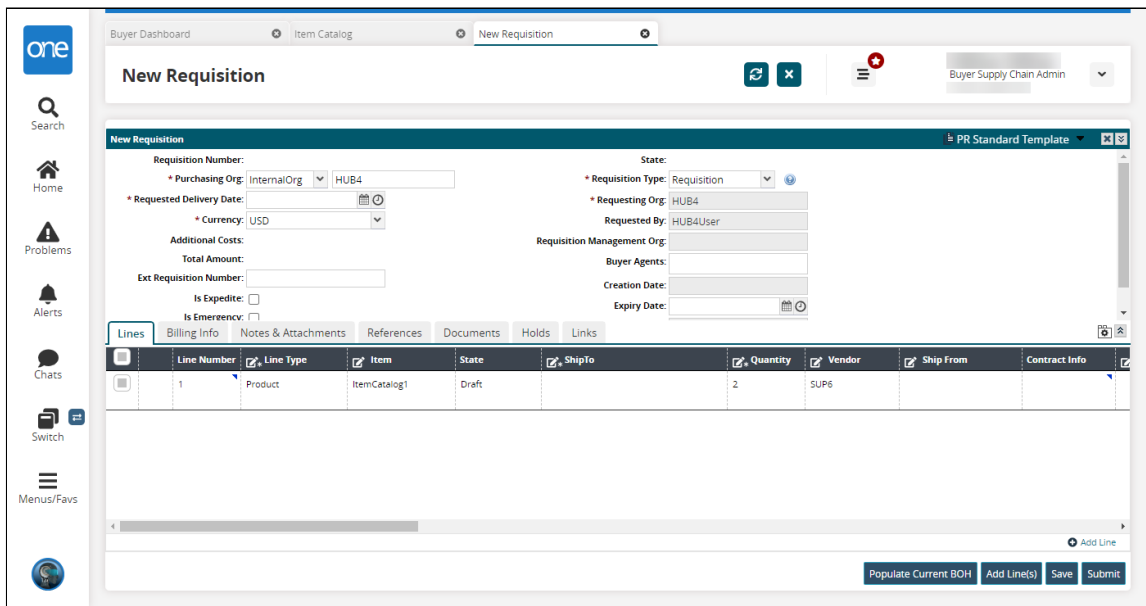 one
Search
Home
Problems
Alerts
Chats
Switch
Menus/Favs
Buyer Dashboard
Item Catalog
New Requisition
New Requisition
Buyer Supply Chain Admin
New Requisition
PR Standard Template
Requisition Number:
* Purchasing Org: InternalOrg HUB4
* Requested Delivery Date:
* Currency: USD
Additional Costs:
Total Amount:
Ext Requisition Number:
Is Expedite:
Is Emergency:
State:
* Requisition Type: Requisition
* Requesting Org: HUB4
Requested By: HUB4User
Requisition Management Org:
Buyer Agents:
Creation Date:
Expiry Date:
Lines Billing Info Notes & Attachments References Documents Holds Links
Line Number * Line Type Item State * ShipTo * Quantity Vendor Ship From Contract Info
1 Product ItemCatalog1 Draft 2 SUP6
Add Line
Populate Current BOH Add Line(s) Save Submit